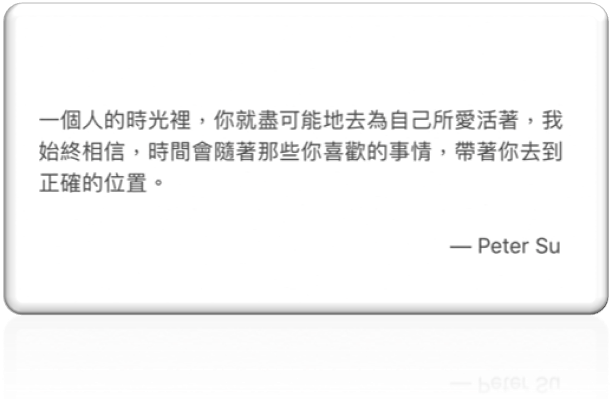 一個人的時光裡，你就盡可能地去為自己所愛活著，我
始終相信，時間會隨著那些你喜歡的事情，帶著你去到
正確的位置。
— Peter Su